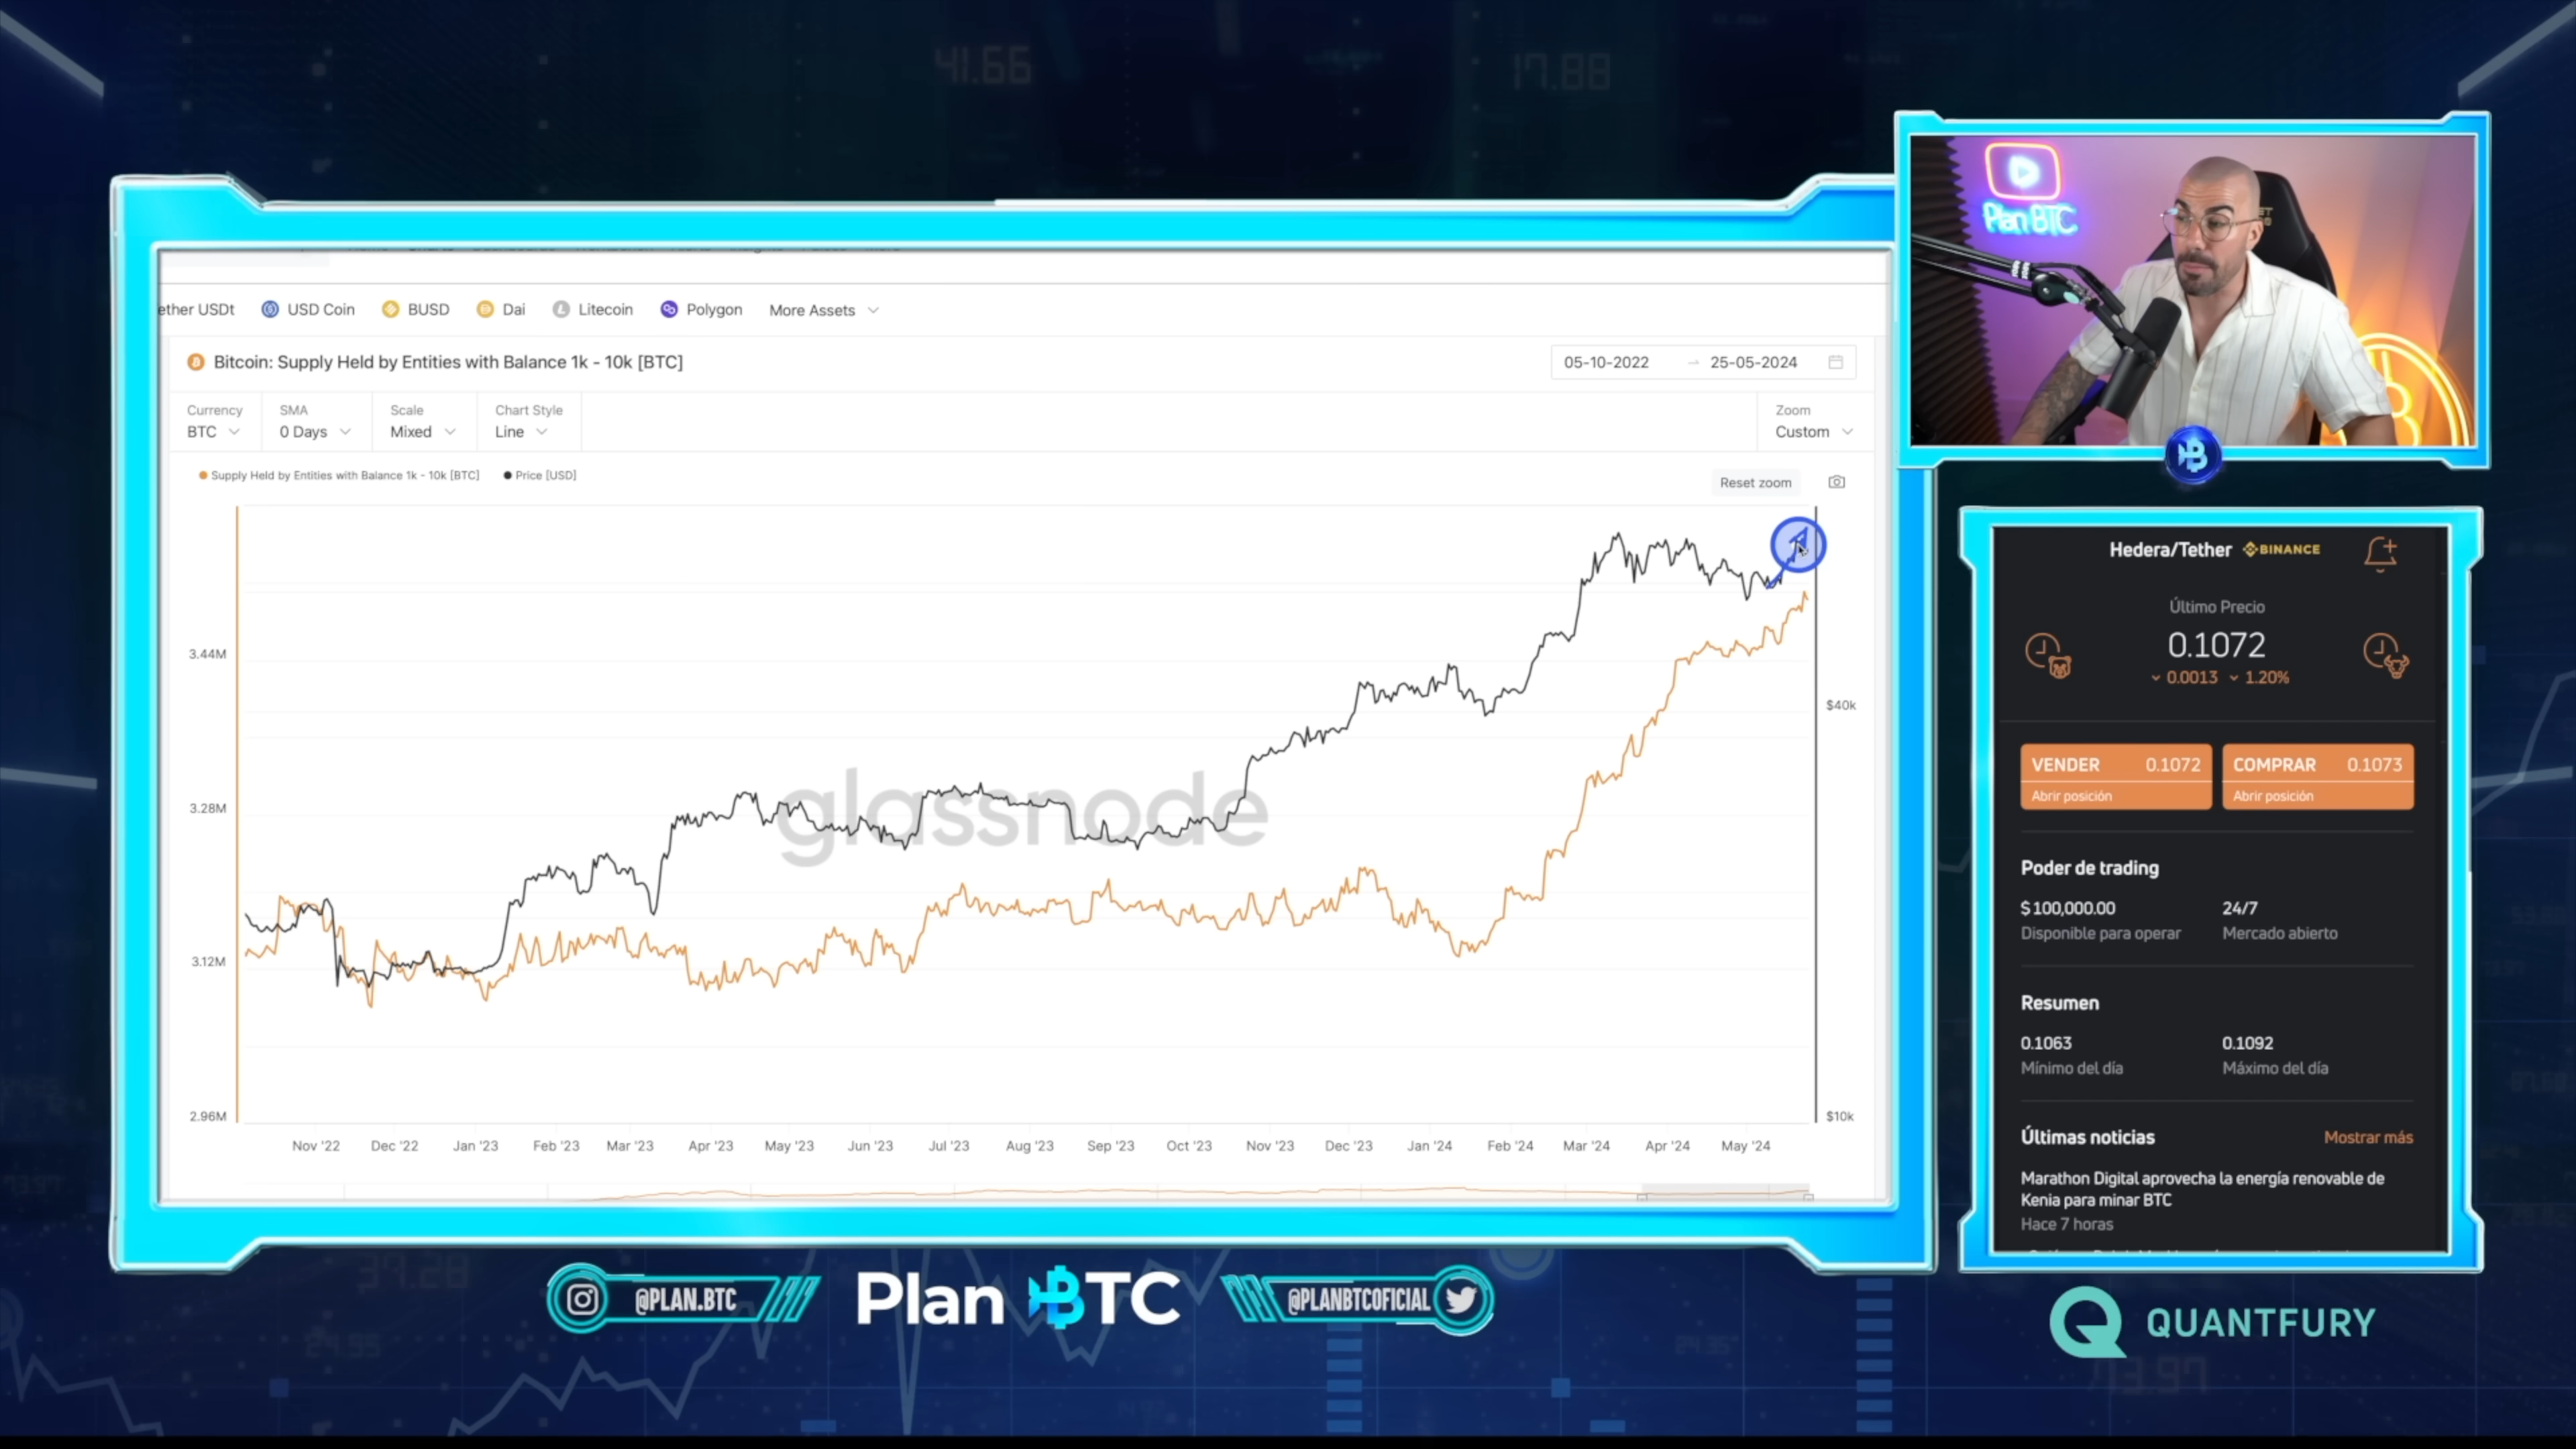 41.66
17.88
Plan BTC
ether USDt USD Coin BUSD Dai Litecoin Polygon More Assets
Bitcoin: Supply Held by Entities with Balance 1k - 10k [BTC]
05-10-2022 → 25-05-2024
Currency SMA Scale Chart Style Zoom
BTC 0 Days Mixed Line Custom
Supply Held by Entities with Balance 1k - 10k [BTC] Price [USD]
Reset zoom
3.44M
3.28M
3.12M
2.96M
$40k
$10k
glassnode
Nov '22 Dec '22 Jan '23 Feb '23 Mar '23 Apr '23 May '23 Jun '23 Jul '23 Aug '23 Sep '23 Oct '23 Nov '23 Dec '23 Jan '24 Feb '24 Mar '24 Apr '24 May '24
Hedera/Tether BINANCE
Último Precio
0.1072
0.0013 1.20%
VENDER 0.1072
Abrir posición
COMPRAR 0.1073
Abrir posición
Poder de trading
$100,000.00 24/7
Disponible para operar Mercado abierto
Resumen
0.1063 0.1092
Mínimo del día Máximo del día
Últimas noticias Mostrar más
Marathon Digital aprovecha la energía renovable de
Kenia para minar BTC
Hace 7 horas
@PLAN.BTC
Plan BTC
@PLANBTCOFICIAL
QUANTFURY
39.28
24.95